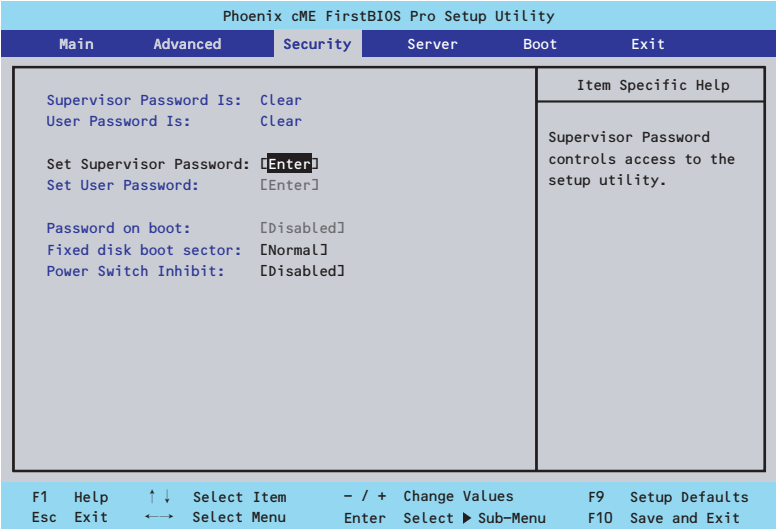 Phoenix cME FirstBIOS Pro Setup Utility
Main Advanced Security Server Boot Exit
Supervisor Password Is: Clear
User Password Is: Clear
Set Supervisor Password: [Enter]
Set User Password: [Enter]
Password on boot: [Disabled]
Fixed disk boot sector: [Normal]
Power Switch Inhibit: [Disabled]
Item Specific Help
Supervisor Password
controls access to the
setup utility.
F1 Help ↑↓ Select Item - / + Change Values F9 Setup Defaults
Esc Exit ←→ Select Menu Enter Select ▶ Sub-Menu F10 Save and Exit